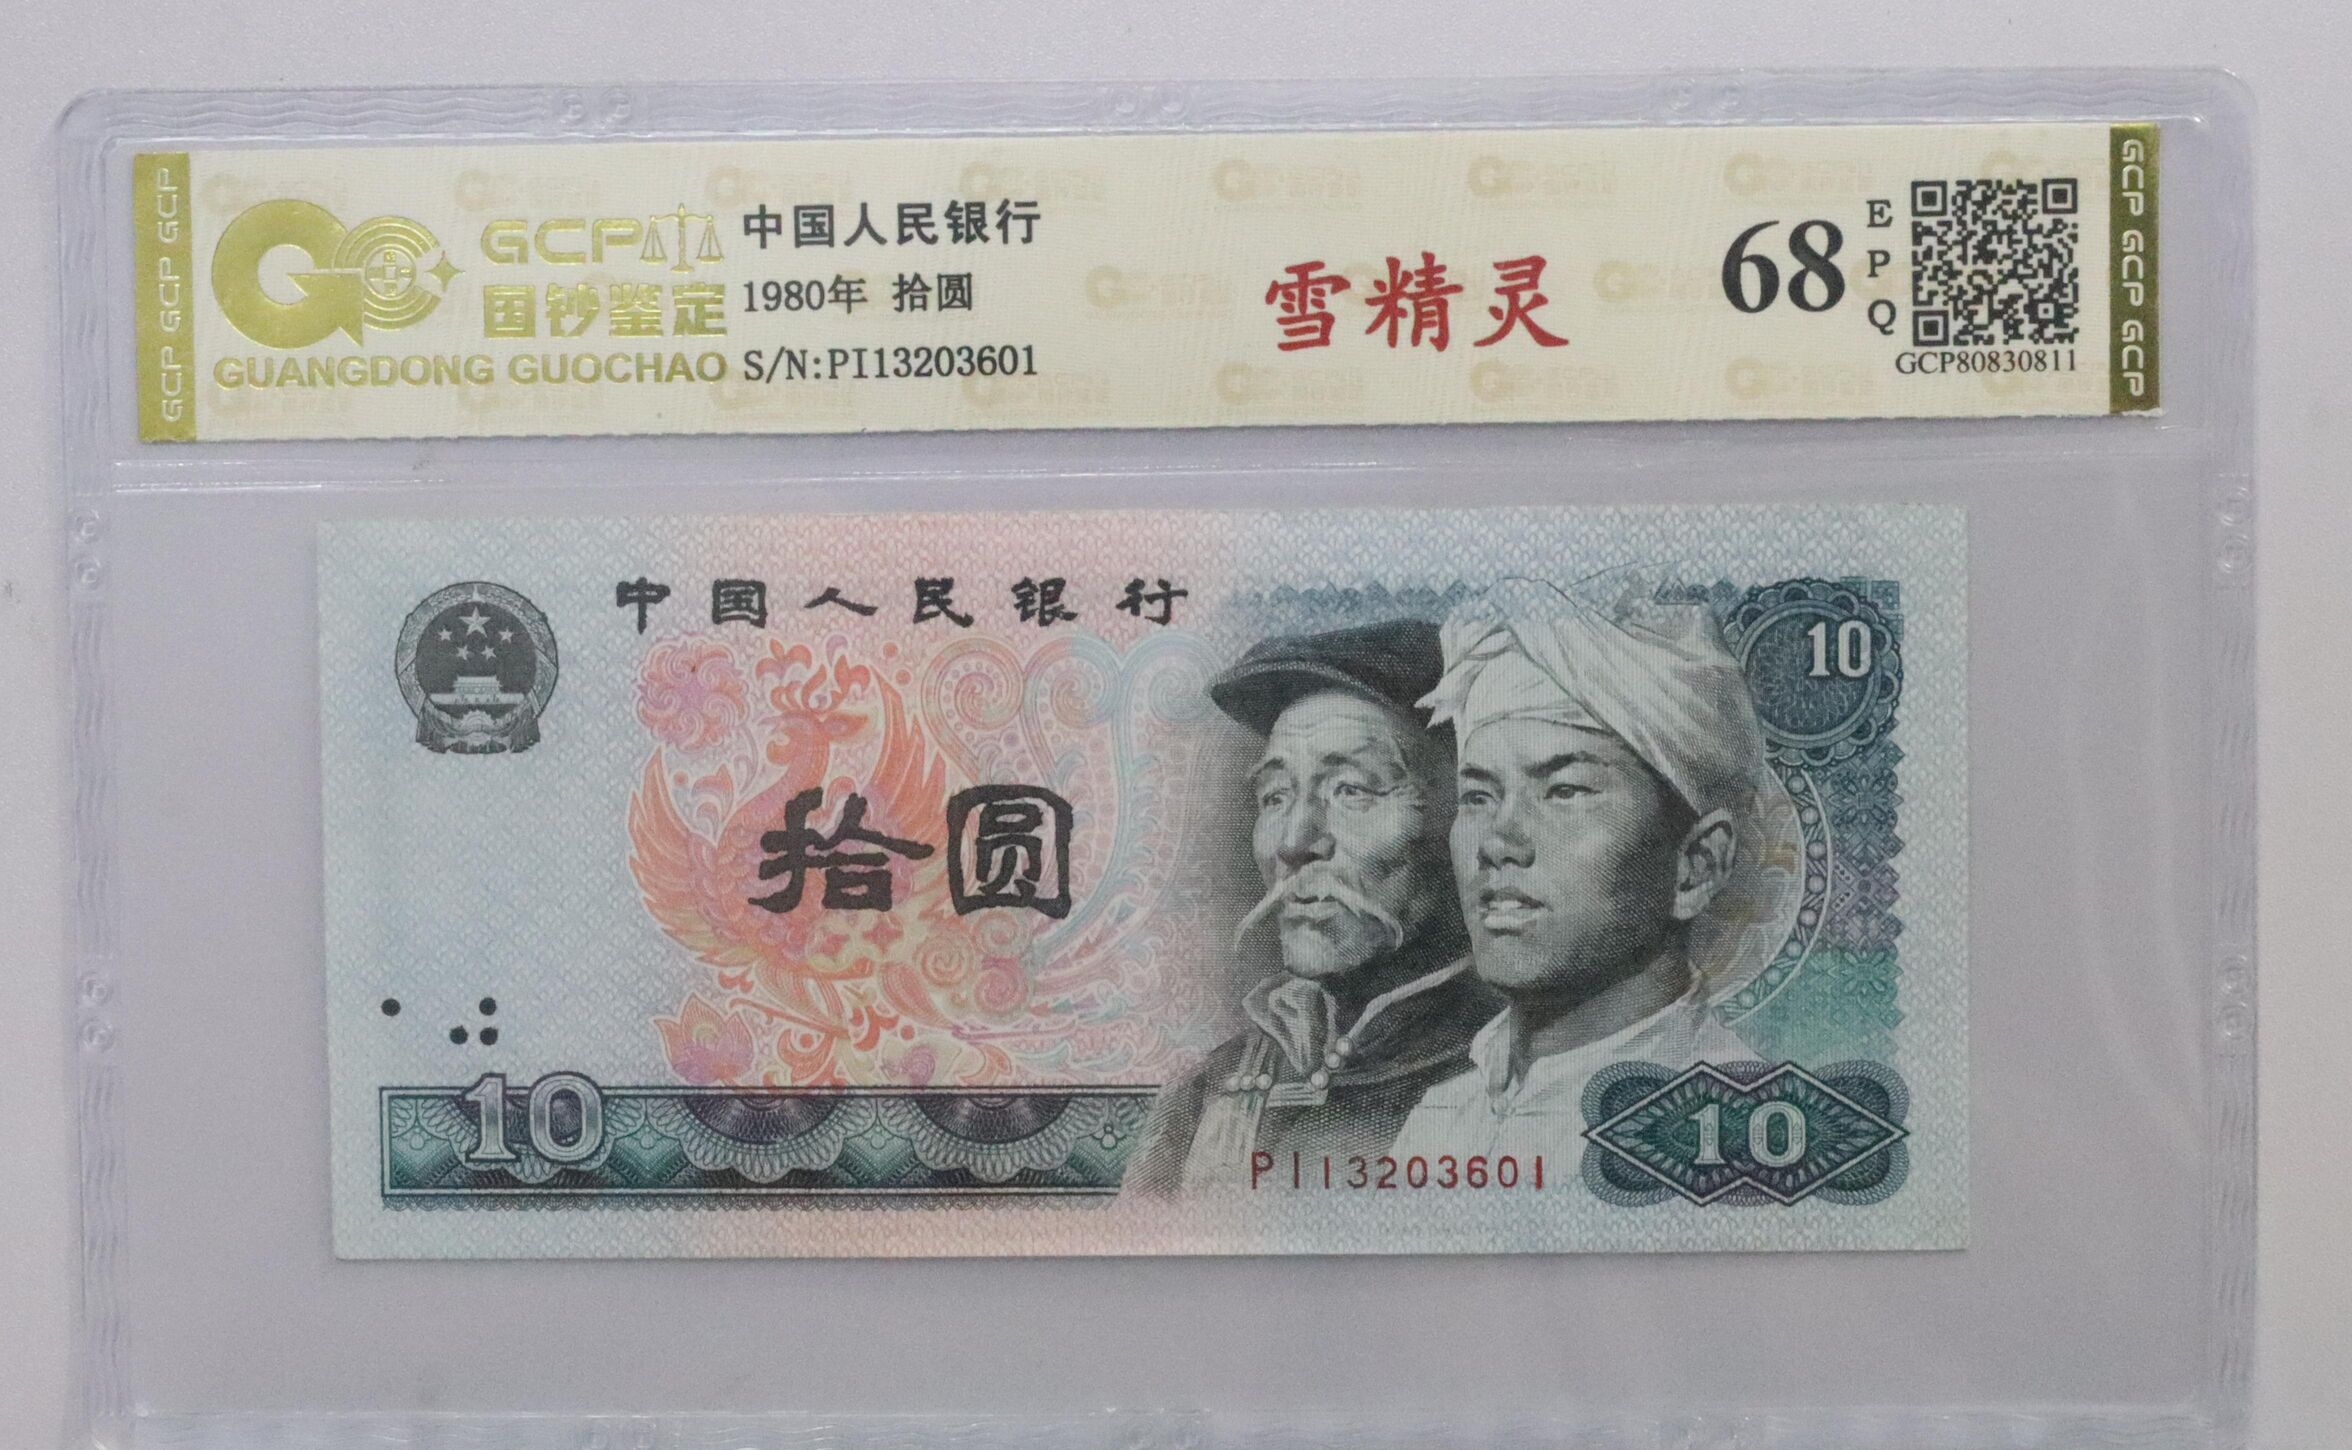 GCP GCP GCP
GCP
国钞鉴定
GUANGDONG GUOCHAO
中国人民银行
1980年 拾圆
S/N:PI13203601
雪精灵
68
EPQ
GCP80830811
GCP GCP GCP
中国人民银行
10
拾圆
10
PI13203601
10